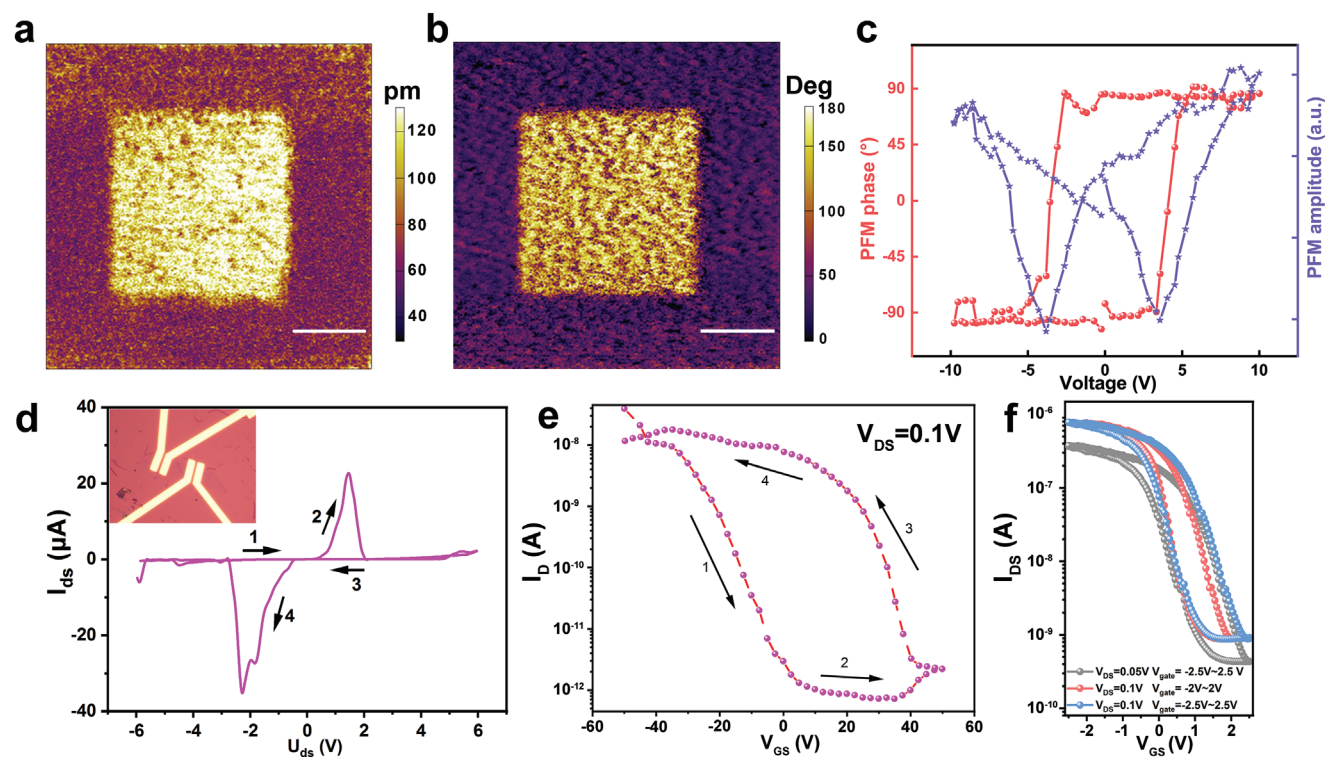 a
pm
120
100
80
60
40
b
Deg
180
150
100
50
0
c
PFM phase (°)
90
45
0
-45
-90
-10
-5
0
5
10
Voltage (V)
PFM amplitude (a.u.)
d
I_ds (μA)
40
20
0
-20
-40
-6
-4
-2
0
2
4
6
U_ds (V)
1
2
3
4
e
V_DS=0.1V
I_D (A)
10^-8
10^-9
10^-10
10^-11
10^-12
-60
-40
-20
0
20
40
60
V_GS (V)
1
2
3
4
f
I_DS (A)
10^-6
10^-7
10^-8
10^-9
10^-10
V_DS=0.05V V_gate= -2.5V~2.5 V
V_DS=0.1V V_gate= -2V~2V
V_DS=0.1V V_gate= -2.5V~2.5V
-2
-1
0
1
2
V_GS (V)